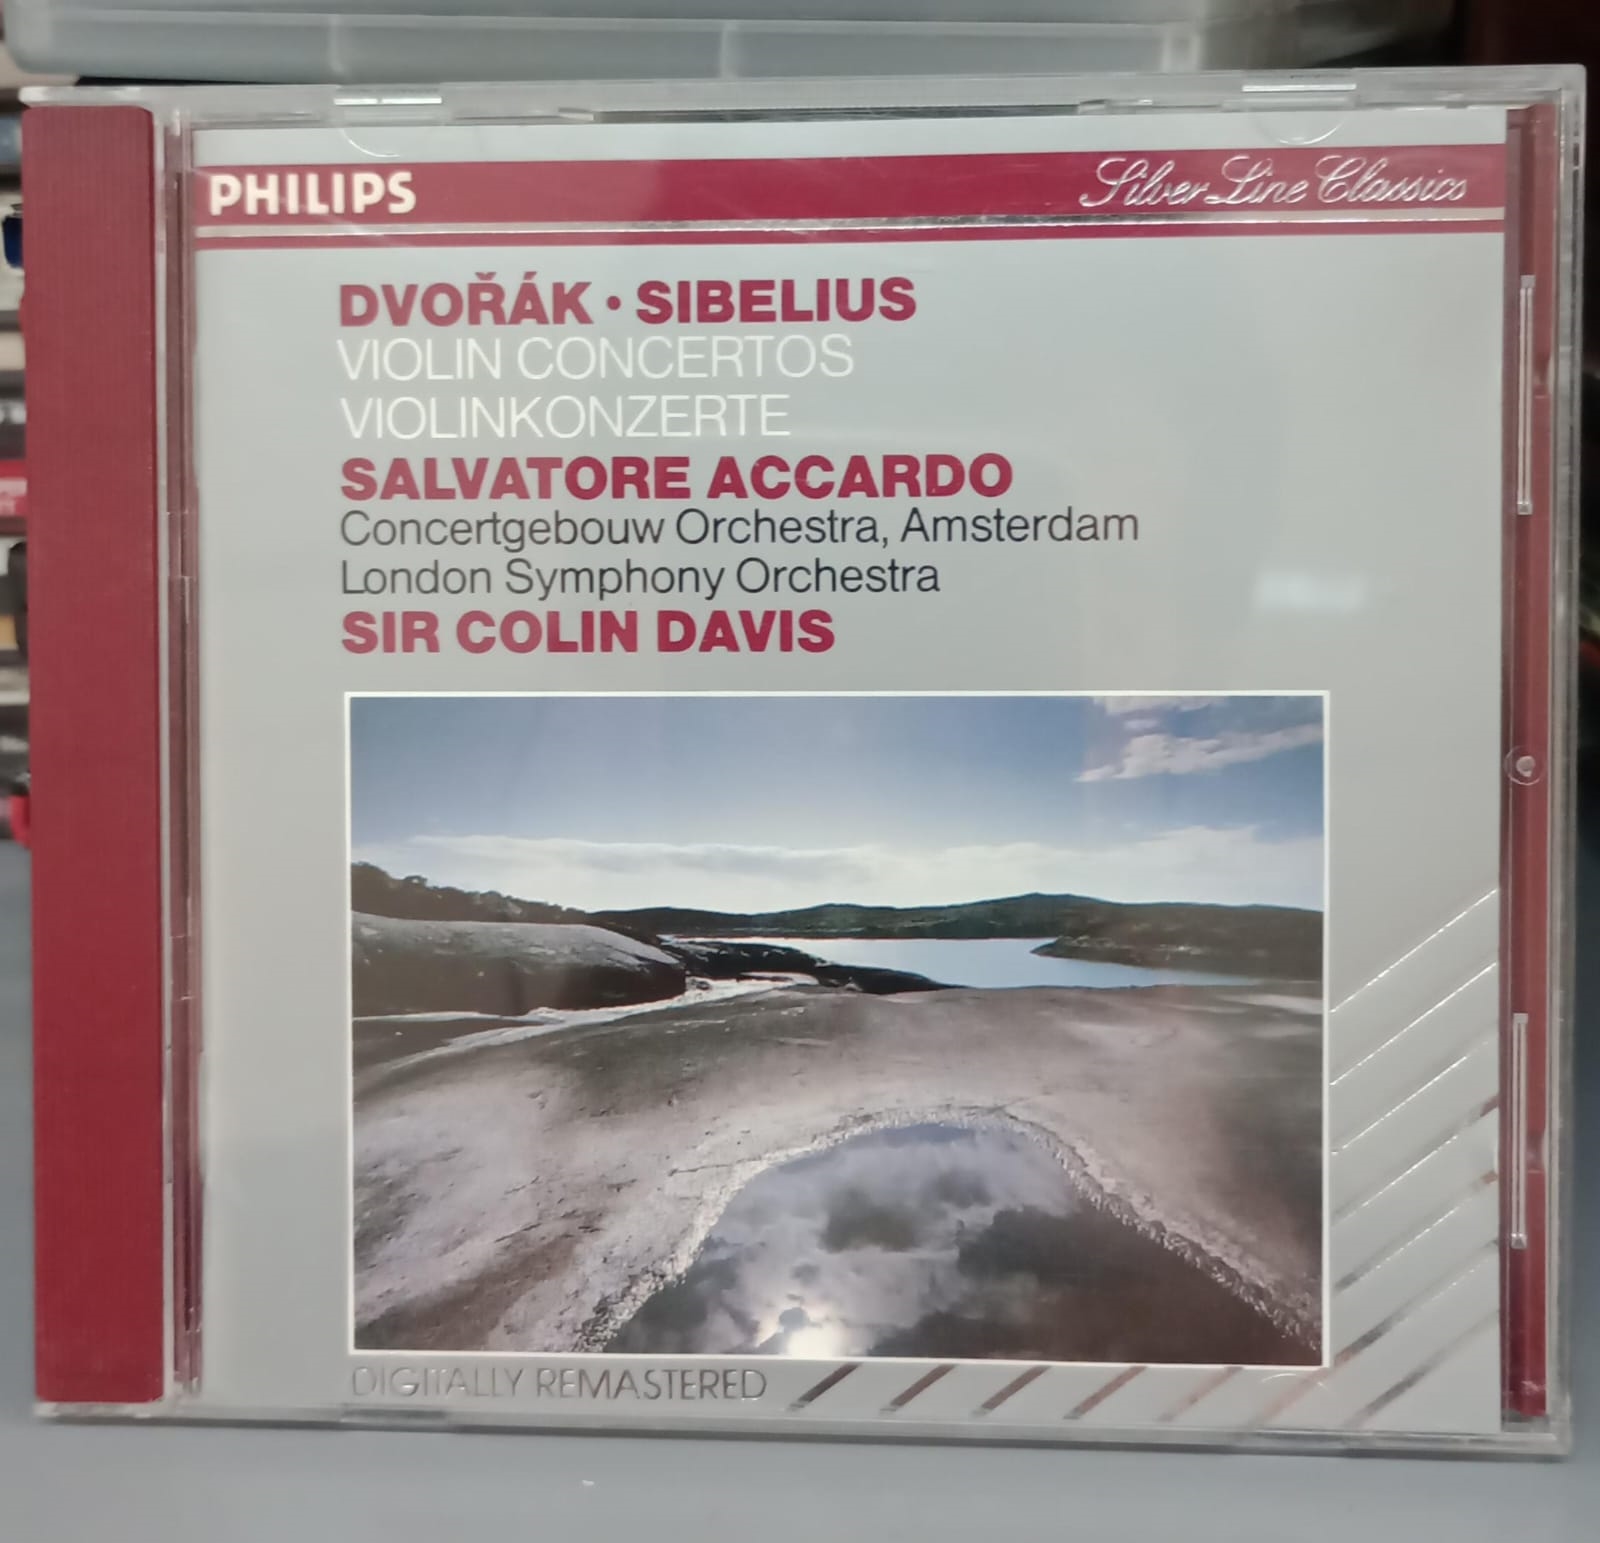 PHILIPS
Silver Line Classics
DVOŘÁK • SIBELIUS
VIOLIN CONCERTOS
VIOLINKONZERTE
SALVATORE ACCARDO
Concertgebouw Orchestra, Amsterdam
London Symphony Orchestra
SIR COLIN DAVIS
DIGITALLY REMASTERED